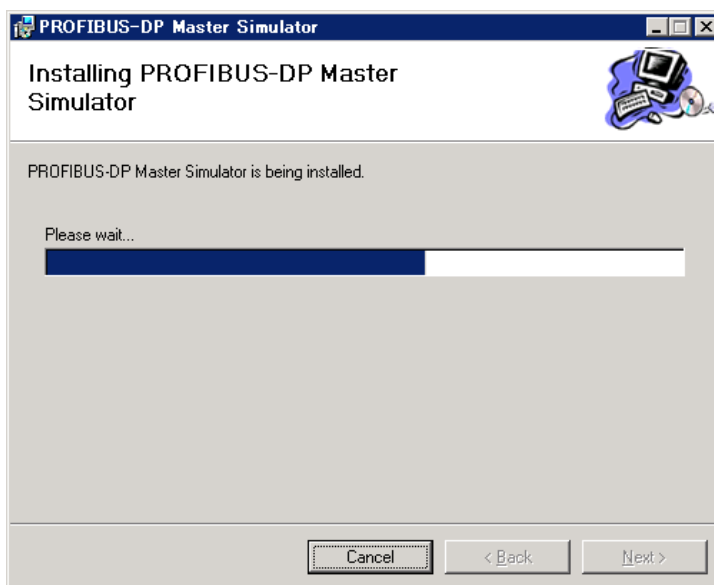 PROFIBUS-DP Master Simulator
Installing PROFIBUS-DP Master
Simulator
PROFIBUS-DP Master Simulator is being installed.
Please wait...
Cancel
< Back
Next >